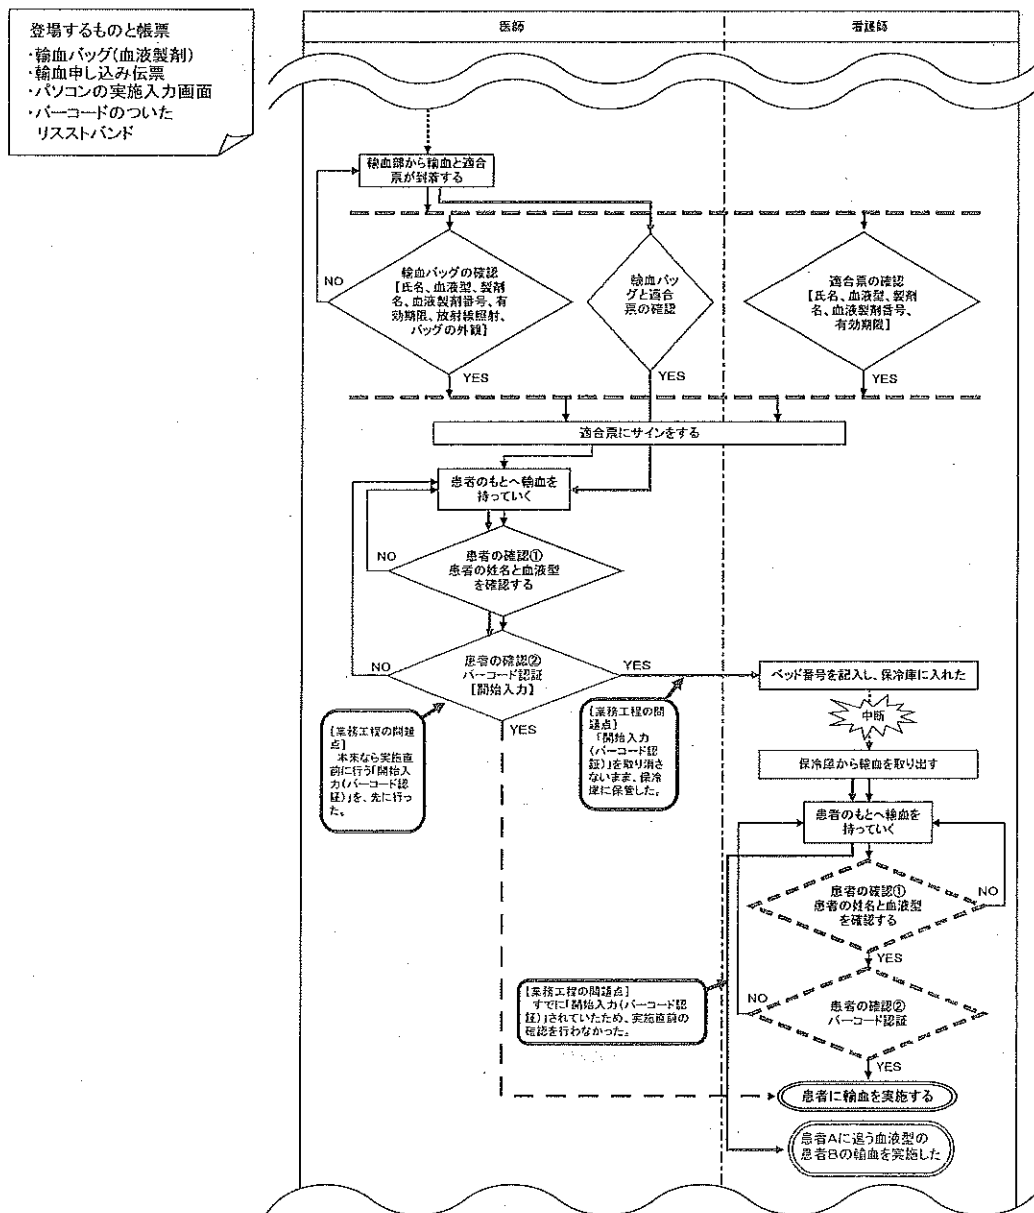 登場するものと帳票
・輸血バッグ(血液製剤)
・輸血申し込み伝票
・パソコンの実施入力画面
・バーコードのついた
リスストバンド
医師
看護師
輸血部から輸血と適合
票が到着する
NO
輸血バッグの確認
[氏名、血液型、製剤
名、血液製剤番号、有
効期限、放射線照射、
バッグの外観]
YES
輸血バッ
グと適合
票の確認
YES
適合票の確認
[氏名、血液型、製剤
名、血液製剤番号、
有効期限]
YES
適合票にサインをする
患者のもとへ輸血を
持っていく
NO
患者の確認①
患者の姓名と血液型
を確認する
NO
患者の確認②
バーコード認証
[開始入力]
YES
YES
[業務工程の問題
点]
本来なら実施直
前に行う「開始入
力(バーコード認
証)」を、先に行っ
た。
[業務工程の問
題点]
「開始入力
(バーコード認
証)」を取り消さ
ないまま、保冷
庫に保管した。
ベッド番号を記入し、保冷庫に入れた
中断
保冷庫から輸血を取り出す
患者のもとへ輸血を
持っていく
患者の確認①
患者の姓名と血液型
を確認する
NO
YES
[業務工程の問題点]
すでに「開始入力(バーコード認
証)」されていたため、実施直前の
確認を行わなかった。
NO
患者の確認②
バーコード認証
YES
患者に輸血を実施する
患者Aに違う血液型の
患者Bの輸血を実施した